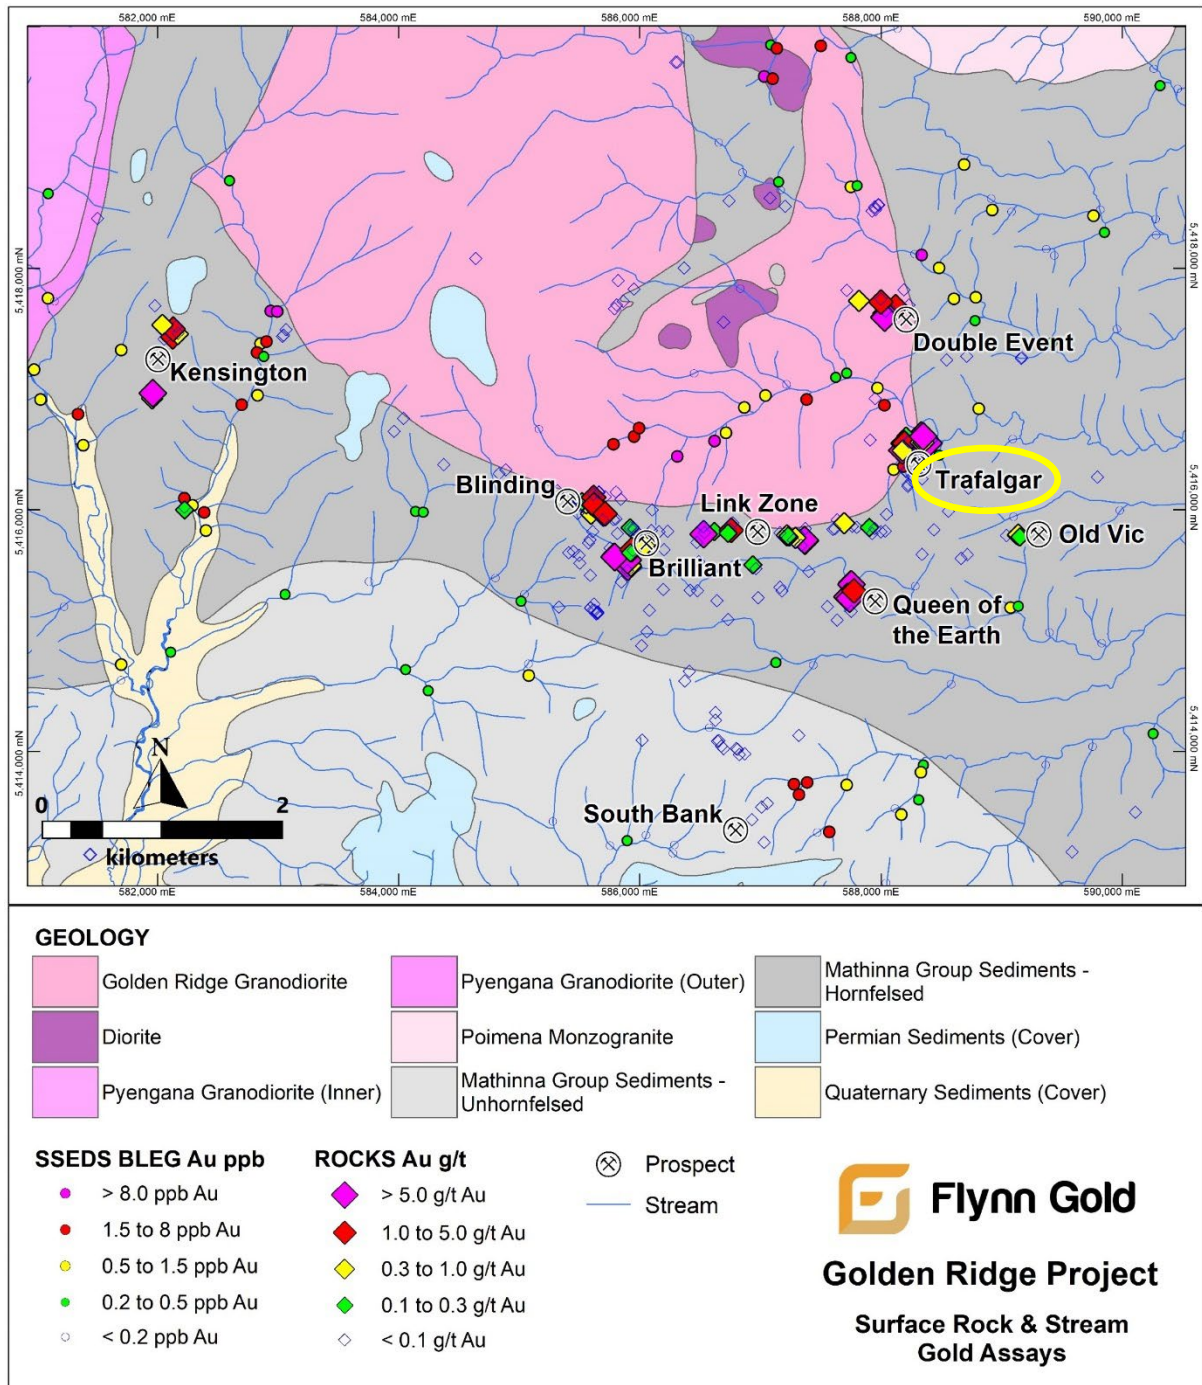 582,000 mE
584,000 mE
586,000 mE
588,000 mE
590,000 mE
5,418,000 mN
5,418,000 mN
Double Event
Kensington
Trafalgar
Blinding
Link Zone
5,416,000 mN
5,416,000 mN
Old Vic
Brilliant
Queen of
the Earth
5,414,000 mN
5,414,000 mN
N
0
2
kilometers
South Bank
582,000 mE
584,000 mE
586,000 mE
588,000 mE
590,000 mE
GEOLOGY
Golden Ridge Granodiorite
Pyengana Granodiorite (Outer)
Mathinna Group Sediments -
Hornfelsed
Diorite
Poimena Monzogranite
Permian Sediments (Cover)
Pyengana Granodiorite (Inner)
Mathinna Group Sediments -
Unhornfelsed
Quaternary Sediments (Cover)
SSEDS BLEG Au ppb
> 8.0 ppb Au
1.5 to 8 ppb Au
0.5 to 1.5 ppb Au
0.2 to 0.5 ppb Au
< 0.2 ppb Au
ROCKS Au g/t
> 5.0 g/t Au
1.0 to 5.0 g/t Au
0.3 to 1.0 g/t Au
0.1 to 0.3 g/t Au
< 0.1 g/t Au
Prospect
Stream
Flynn Gold
Golden Ridge Project
Surface Rock & Stream
Gold Assays